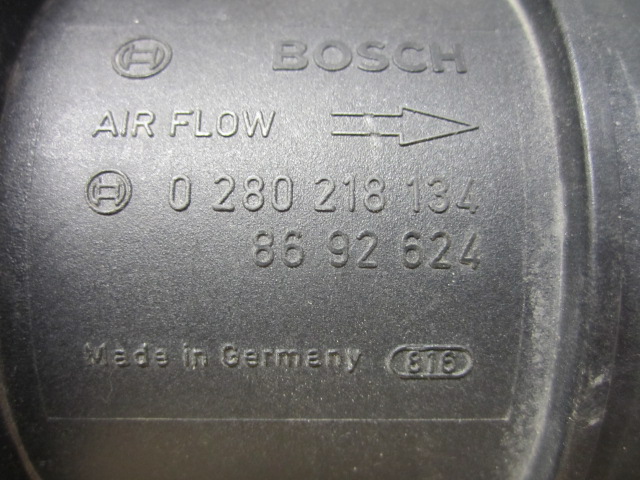 BOSCH
AIR FLOW
0 280 218 134
86 92 624
Made in Germany 816